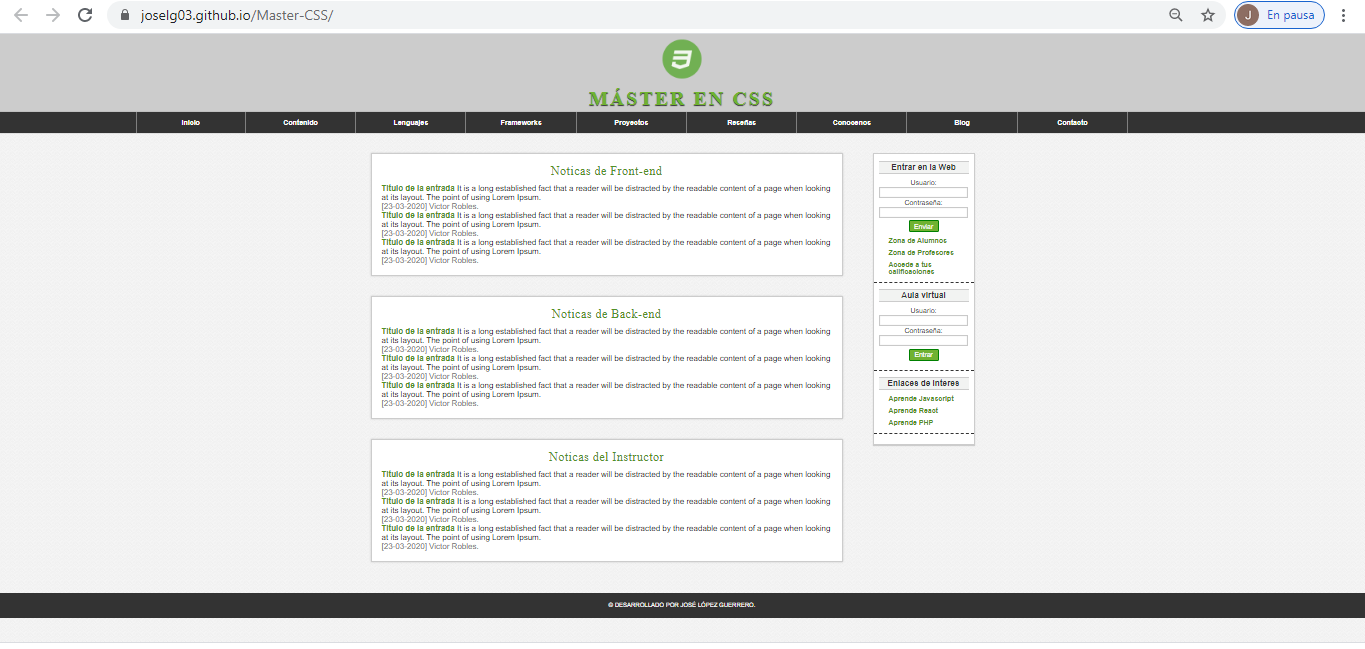 joselg03.github.io/Master-CSS/
J En pausa
MÁSTER EN CSS
Inicio Contenido Lenguajes Frameworks Proyectos Reseñas Conocenos Blog Contacto
Noticas de Front-end
Titulo de la entrada It is a long established fact that a reader will be distracted by the readable content of a page when looking
at its layout. The point of using Lorem Ipsum.
[23-03-2020] Victor Robles.
Titulo de la entrada It is a long established fact that a reader will be distracted by the readable content of a page when looking
at its layout. The point of using Lorem Ipsum.
[23-03-2020] Victor Robles.
Titulo de la entrada It is a long established fact that a reader will be distracted by the readable content of a page when looking
at its layout. The point of using Lorem Ipsum.
[23-03-2020] Victor Robles.
Noticas de Back-end
Titulo de la entrada It is a long established fact that a reader will be distracted by the readable content of a page when looking
at its layout. The point of using Lorem Ipsum.
[23-03-2020] Victor Robles.
Titulo de la entrada It is a long established fact that a reader will be distracted by the readable content of a page when looking
at its layout. The point of using Lorem Ipsum.
[23-03-2020] Victor Robles.
Titulo de la entrada It is a long established fact that a reader will be distracted by the readable content of a page when looking
at its layout. The point of using Lorem Ipsum.
[23-03-2020] Victor Robles.
Noticas del Instructor
Titulo de la entrada It is a long established fact that a reader will be distracted by the readable content of a page when looking
at its layout. The point of using Lorem Ipsum.
[23-03-2020] Victor Robles.
Titulo de la entrada It is a long established fact that a reader will be distracted by the readable content of a page when looking
at its layout. The point of using Lorem Ipsum.
[23-03-2020] Victor Robles.
Titulo de la entrada It is a long established fact that a reader will be distracted by the readable content of a page when looking
at its layout. The point of using Lorem Ipsum.
[23-03-2020] Victor Robles.
Entrar en la Web
Usuario:
Contraseña:
Enviar
Zona de Alumnos
Zona de Profesores
Accede a tus
calificaciones
Aula virtual
Usuario:
Contraseña:
Entrar
Enlaces de interes
Aprende Javascript
Aprende React
Aprende PHP
© DESARROLLADO POR JOSÉ LÓPEZ GUERRERO.